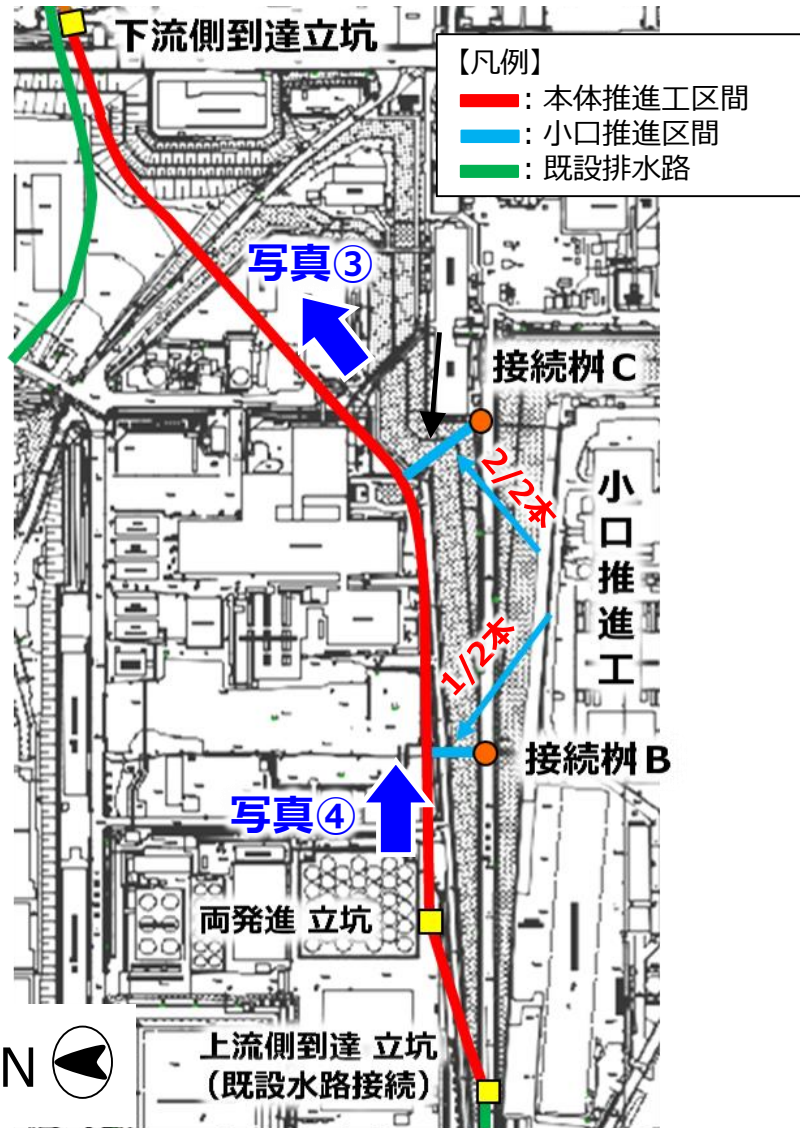 下流側到達立坑
【凡例】
：本体推進工区間
：小口推進区間
：既設排水路
写真③
接続桝C
2/2本
小口推進工
1/2本
接続桝B
写真④
両発進 立坑
上流側到達 立坑
（既設水路接続）
N